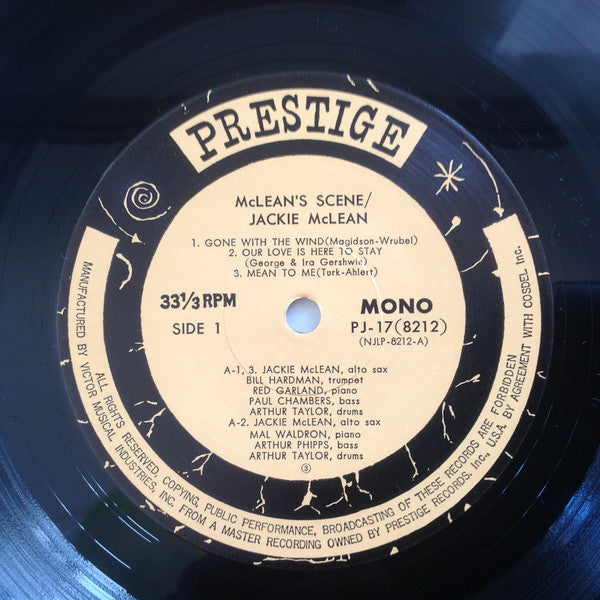 PRESTIGE
McLEAN'S SCENE/
JACKIE McLEAN
1. GONE WITH THE WIND (Magidson-Wrubel)
2. OUR LOVE IS HERE TO STAY
(George & Ira Gershwin)
3. MEAN TO ME (Turk-Ahlert)
33 1/3 RPM
MONO
SIDE 1
PJ-17(8212)
(NJLP-8212-A)
A-1, 3. JACKIE McLEAN, alto sax
BILL HARDMAN, trumpet
RED GARLAND, piano
PAUL CHAMBERS, bass
ARTHUR TAYLOR, drums
A-2. JACKIE McLEAN, alto sax
MAL WALDRON, piano
ARTHUR PHIPPS, bass
ARTHUR TAYLOR, drums
③
ALL RIGHTS RESERVED, COPYING, PUBLIC PERFORMANCE, BROADCASTING OF THESE RECORDS ARE FORBIDDEN
MANUFACTURED BY VICTOR MUSICAL INDUSTRIES, INC. FROM A MASTER RECORDING OWNED BY PRESTIGE RECORDS, Inc., U.S.A. BY AGREEMENT WITH COSDEL Inc.